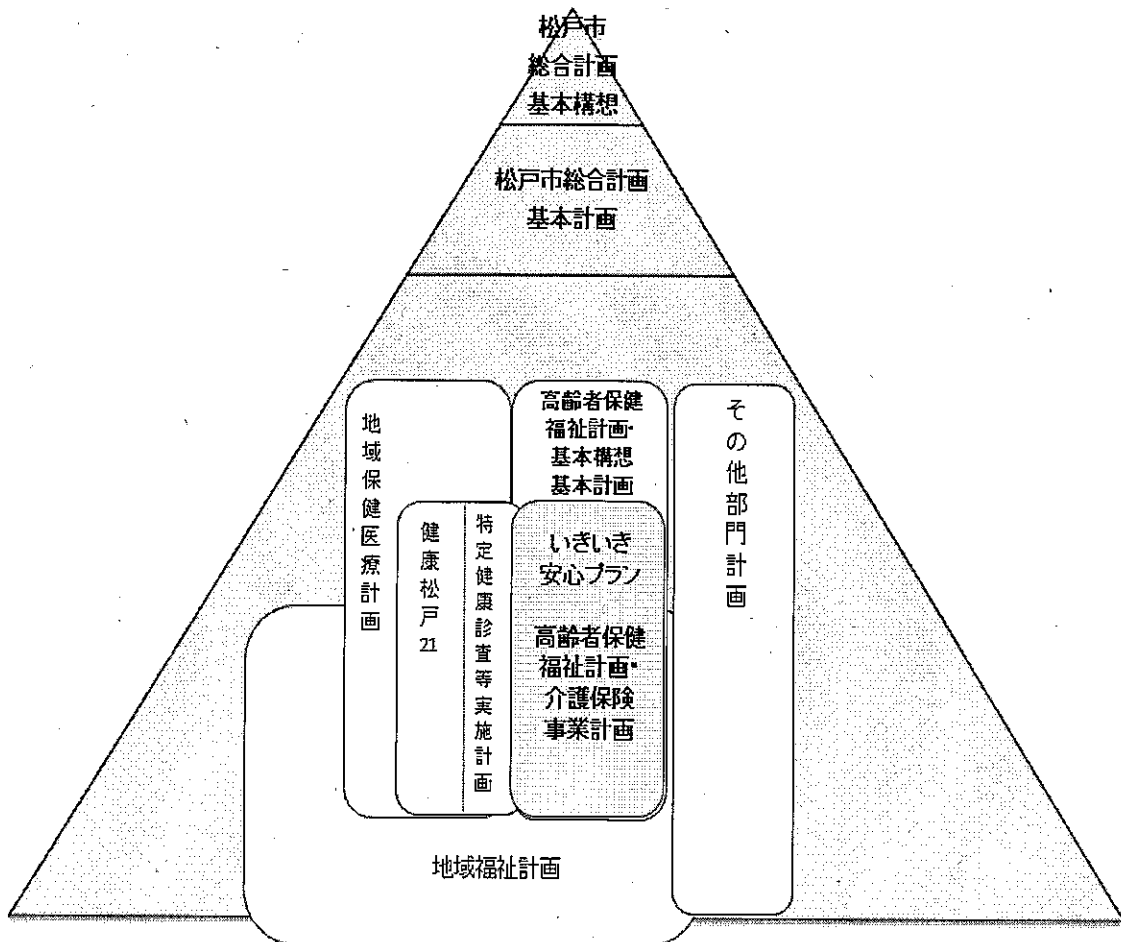 松戸市
総合計画
基本構想
松戸市総合計画
基本計画
地域保健医療計画
健康松戸21
特定健康診査等実施計画
高齢者保健
福祉計画・
基本構想
基本計画
いきいき
安心プラン
高齢者保健
福祉計画・
介護保険
事業計画
その他部門計画
地域福祉計画